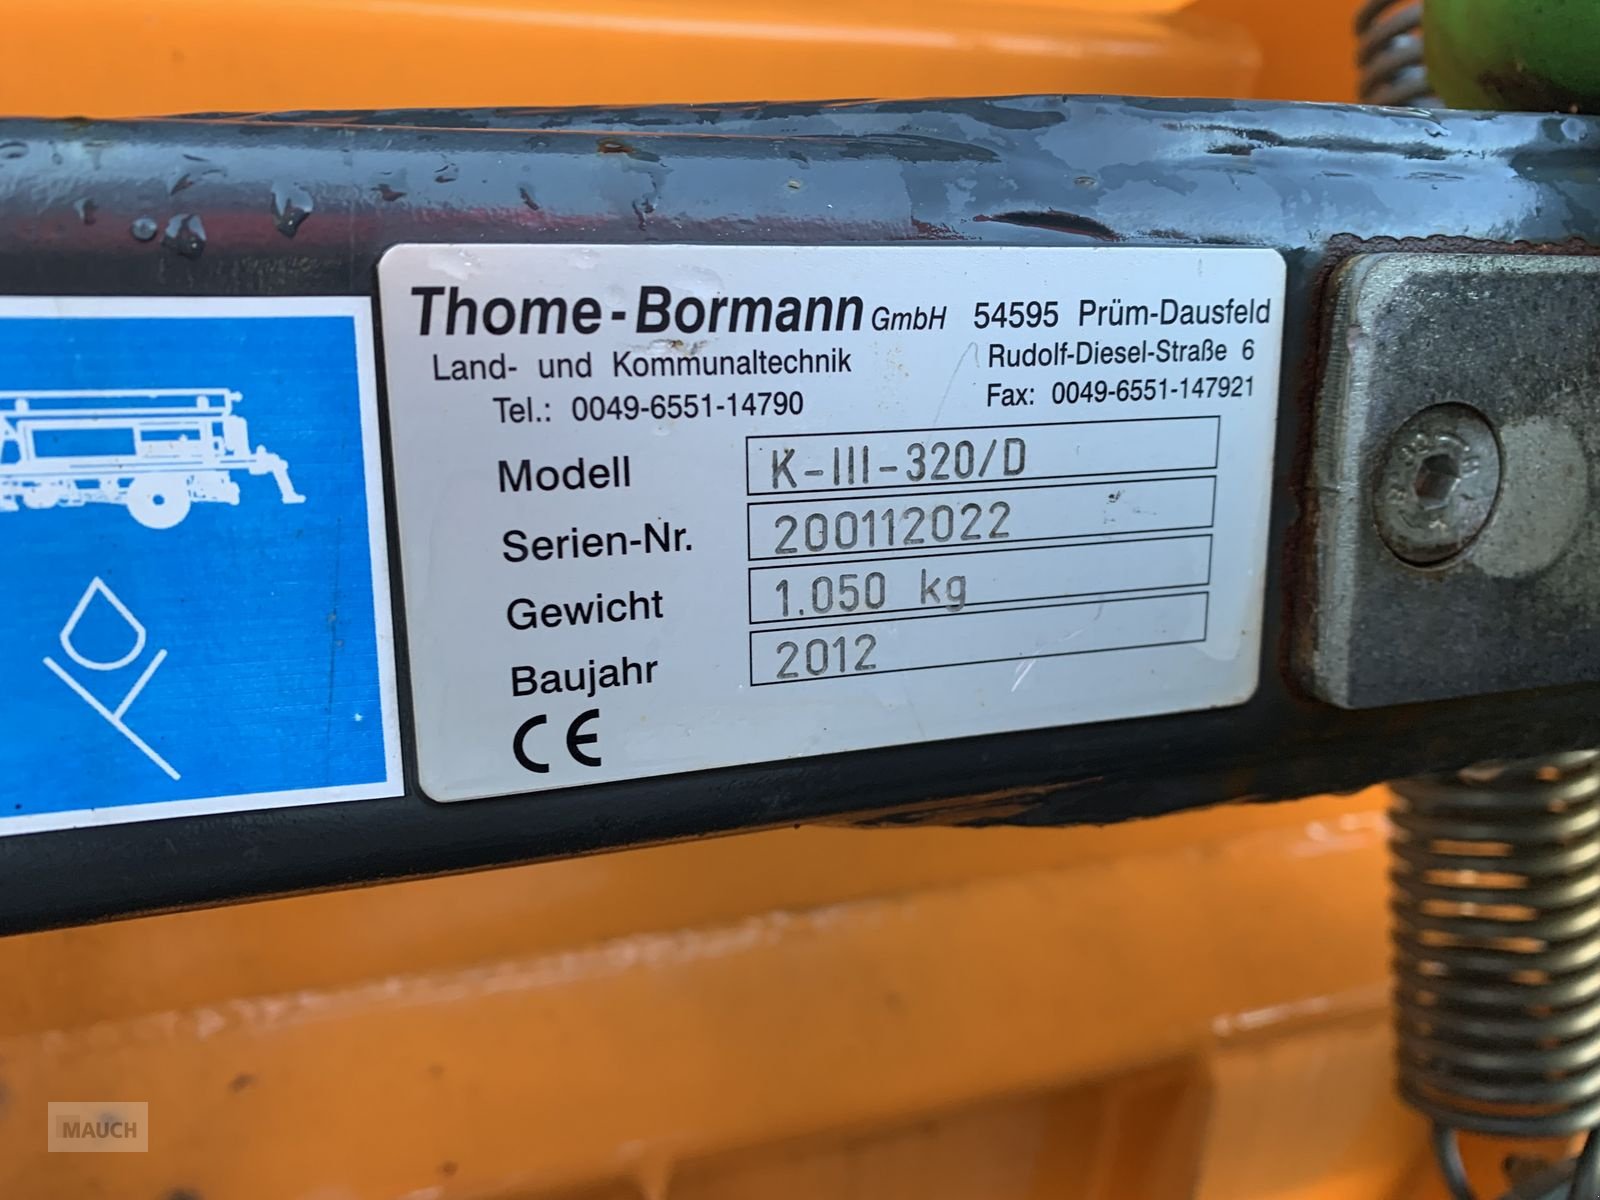 Thome-Bormann GmbH 54595 Prüm-Dausfeld
Land- und Kommunaltechnik Rudolf-Diesel-Straße 6
Tel.: 0049-6551-14790 Fax: 0049-6551-147921
Modell K-III-320/D
Serien-Nr. 200112022
Gewicht 1.050 kg
Baujahr 2012
CE
MAUCH